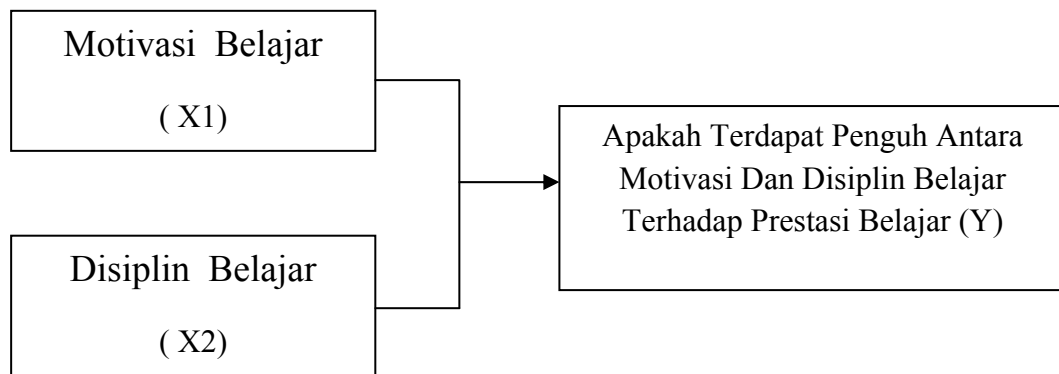 Motivasi Belajar
( X1)
Apakah Terdapat Penguh Antara
Motivasi Dan Disiplin Belajar
Terhadap Prestasi Belajar (Y)
Disiplin Belajar
( X2)